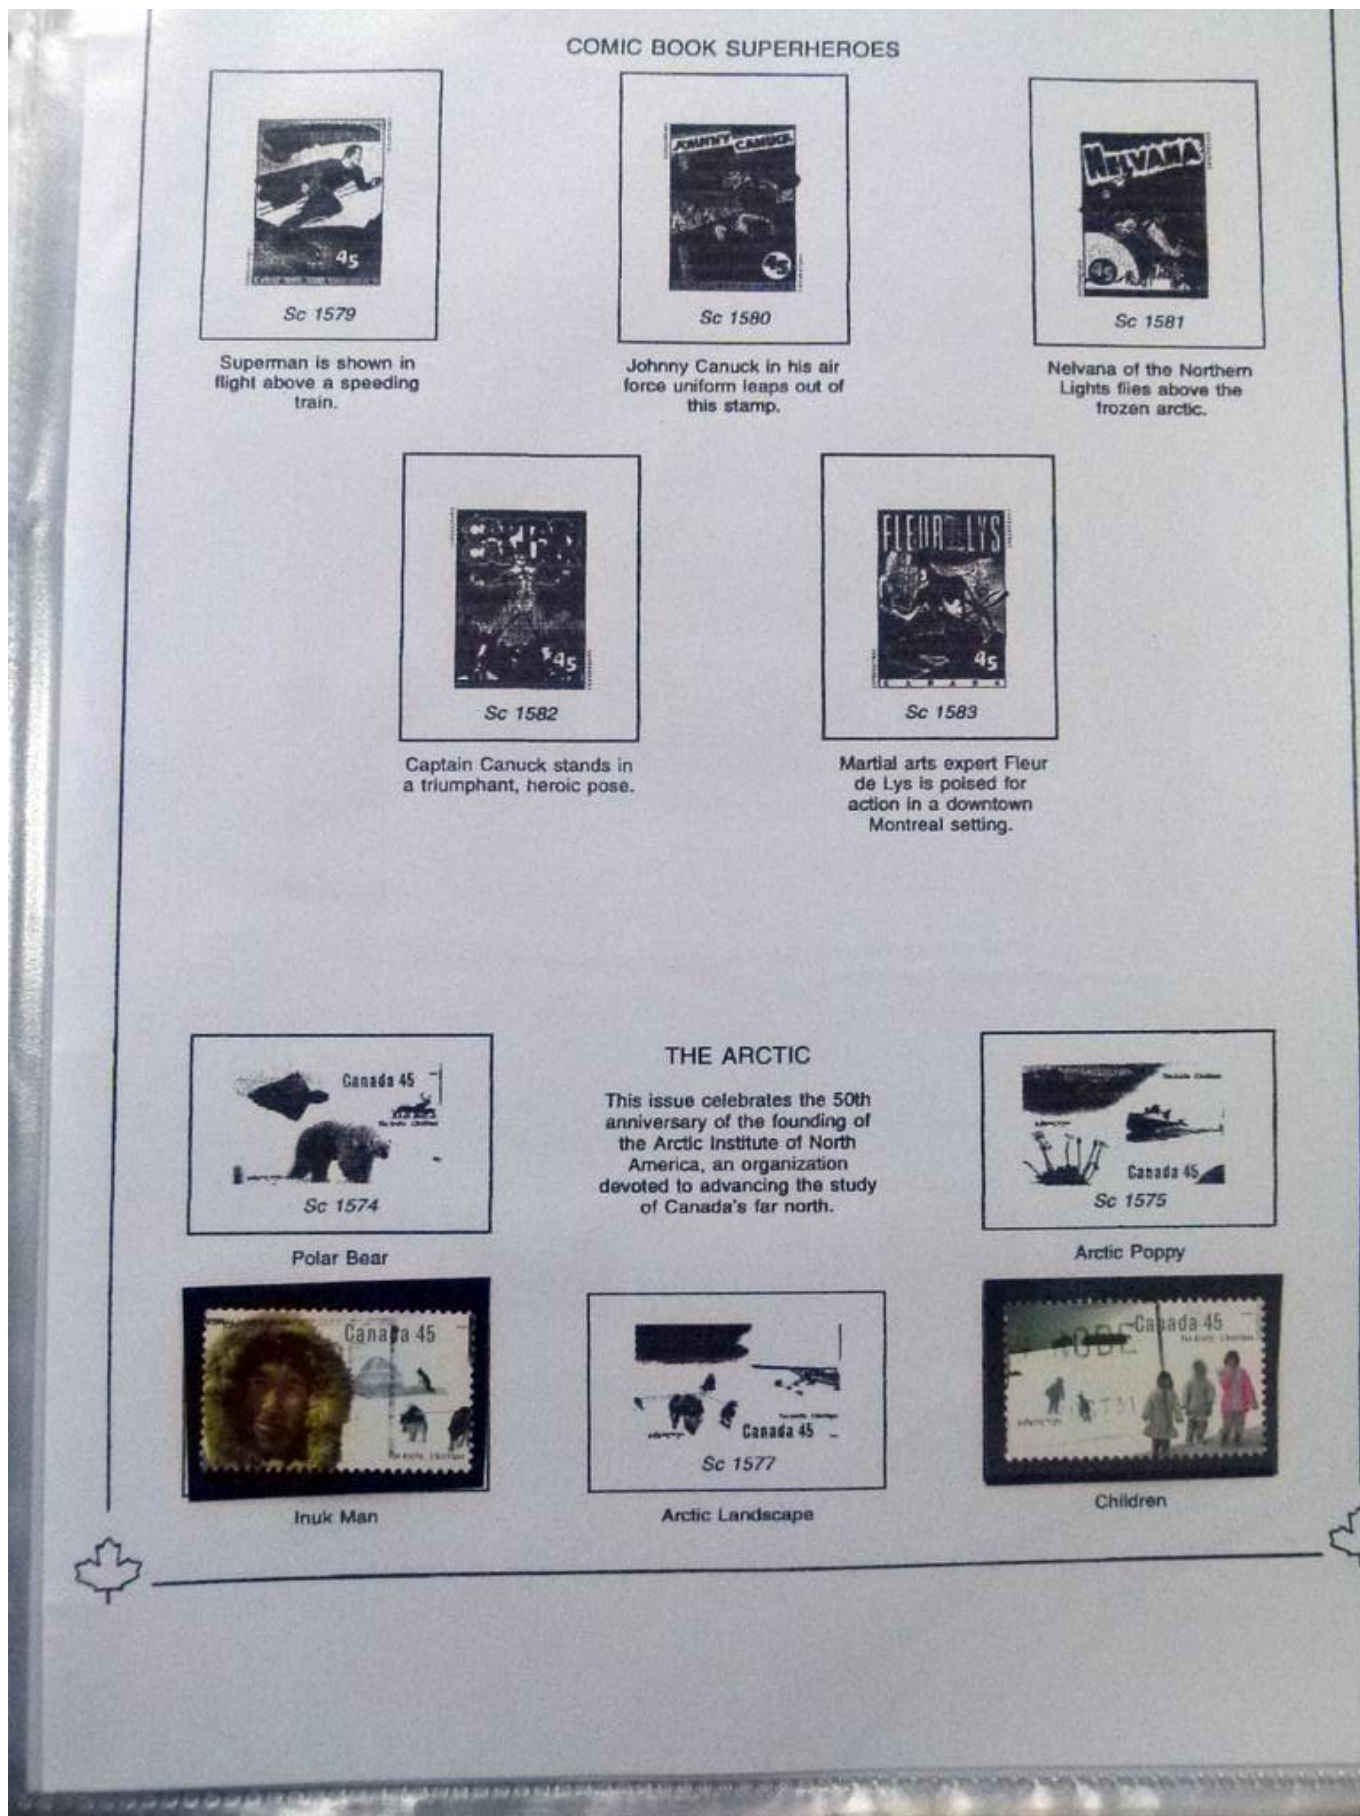 COMIC BOOK SUPERHEROES
45
Sc 1579
Superman is shown in
flight above a speeding
train.
JOHNNY CANUCK
45
Sc 1580
Johnny Canuck in his air
force uniform leaps out of
this stamp.
NELVANA
45
Sc 1581
Nelvana of the Northern
Lights flies above the
frozen arctic.
45
Sc 1582
Captain Canuck stands in
a triumphant, heroic pose.
FLEUR LYS
45
CANADA
Sc 1583
Martial arts expert Fleur
de Lys is poised for
action in a downtown
Montreal setting.
Canada 45
Sc 1574
Polar Bear
THE ARCTIC
This issue celebrates the 50th
anniversary of the founding of
the Arctic Institute of North
America, an organization
devoted to advancing the study
of Canada's far north.
Canada 45
Sc 1575
Arctic Poppy
Canada 45
The Arctic
Inuk Man
Canada 45
Sc 1577
Arctic Landscape
Canada 45
Children